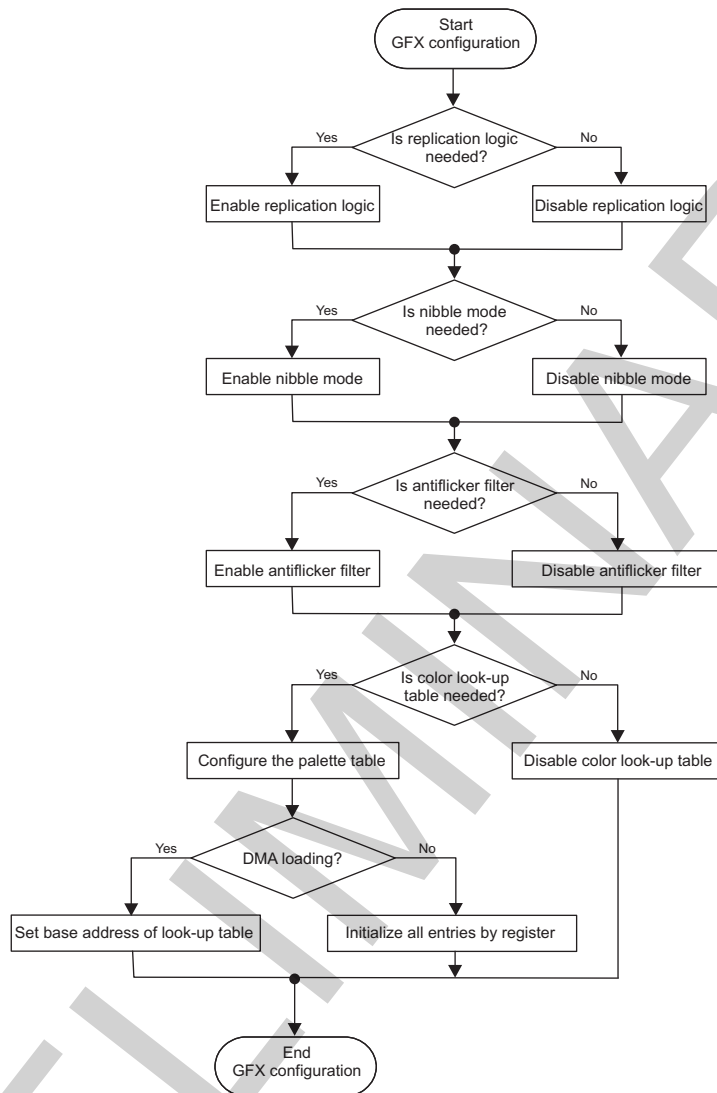 Start
GFX configuration
Is replication logic
needed?
Yes
No
Enable replication logic
Disable replication logic
Is nibble mode
needed?
Yes
No
Enable nibble mode
Disable nibble mode
Is antiflicker filter
needed?
Yes
No
Enable antiflicker filter
Disable antiflicker filter
Is color look-up
table needed?
Yes
No
Configure the palette table
Disable color look-up table
DMA loading?
Yes
No
Set base address of look-up table
Initialize all entries by register
End
GFX configuration